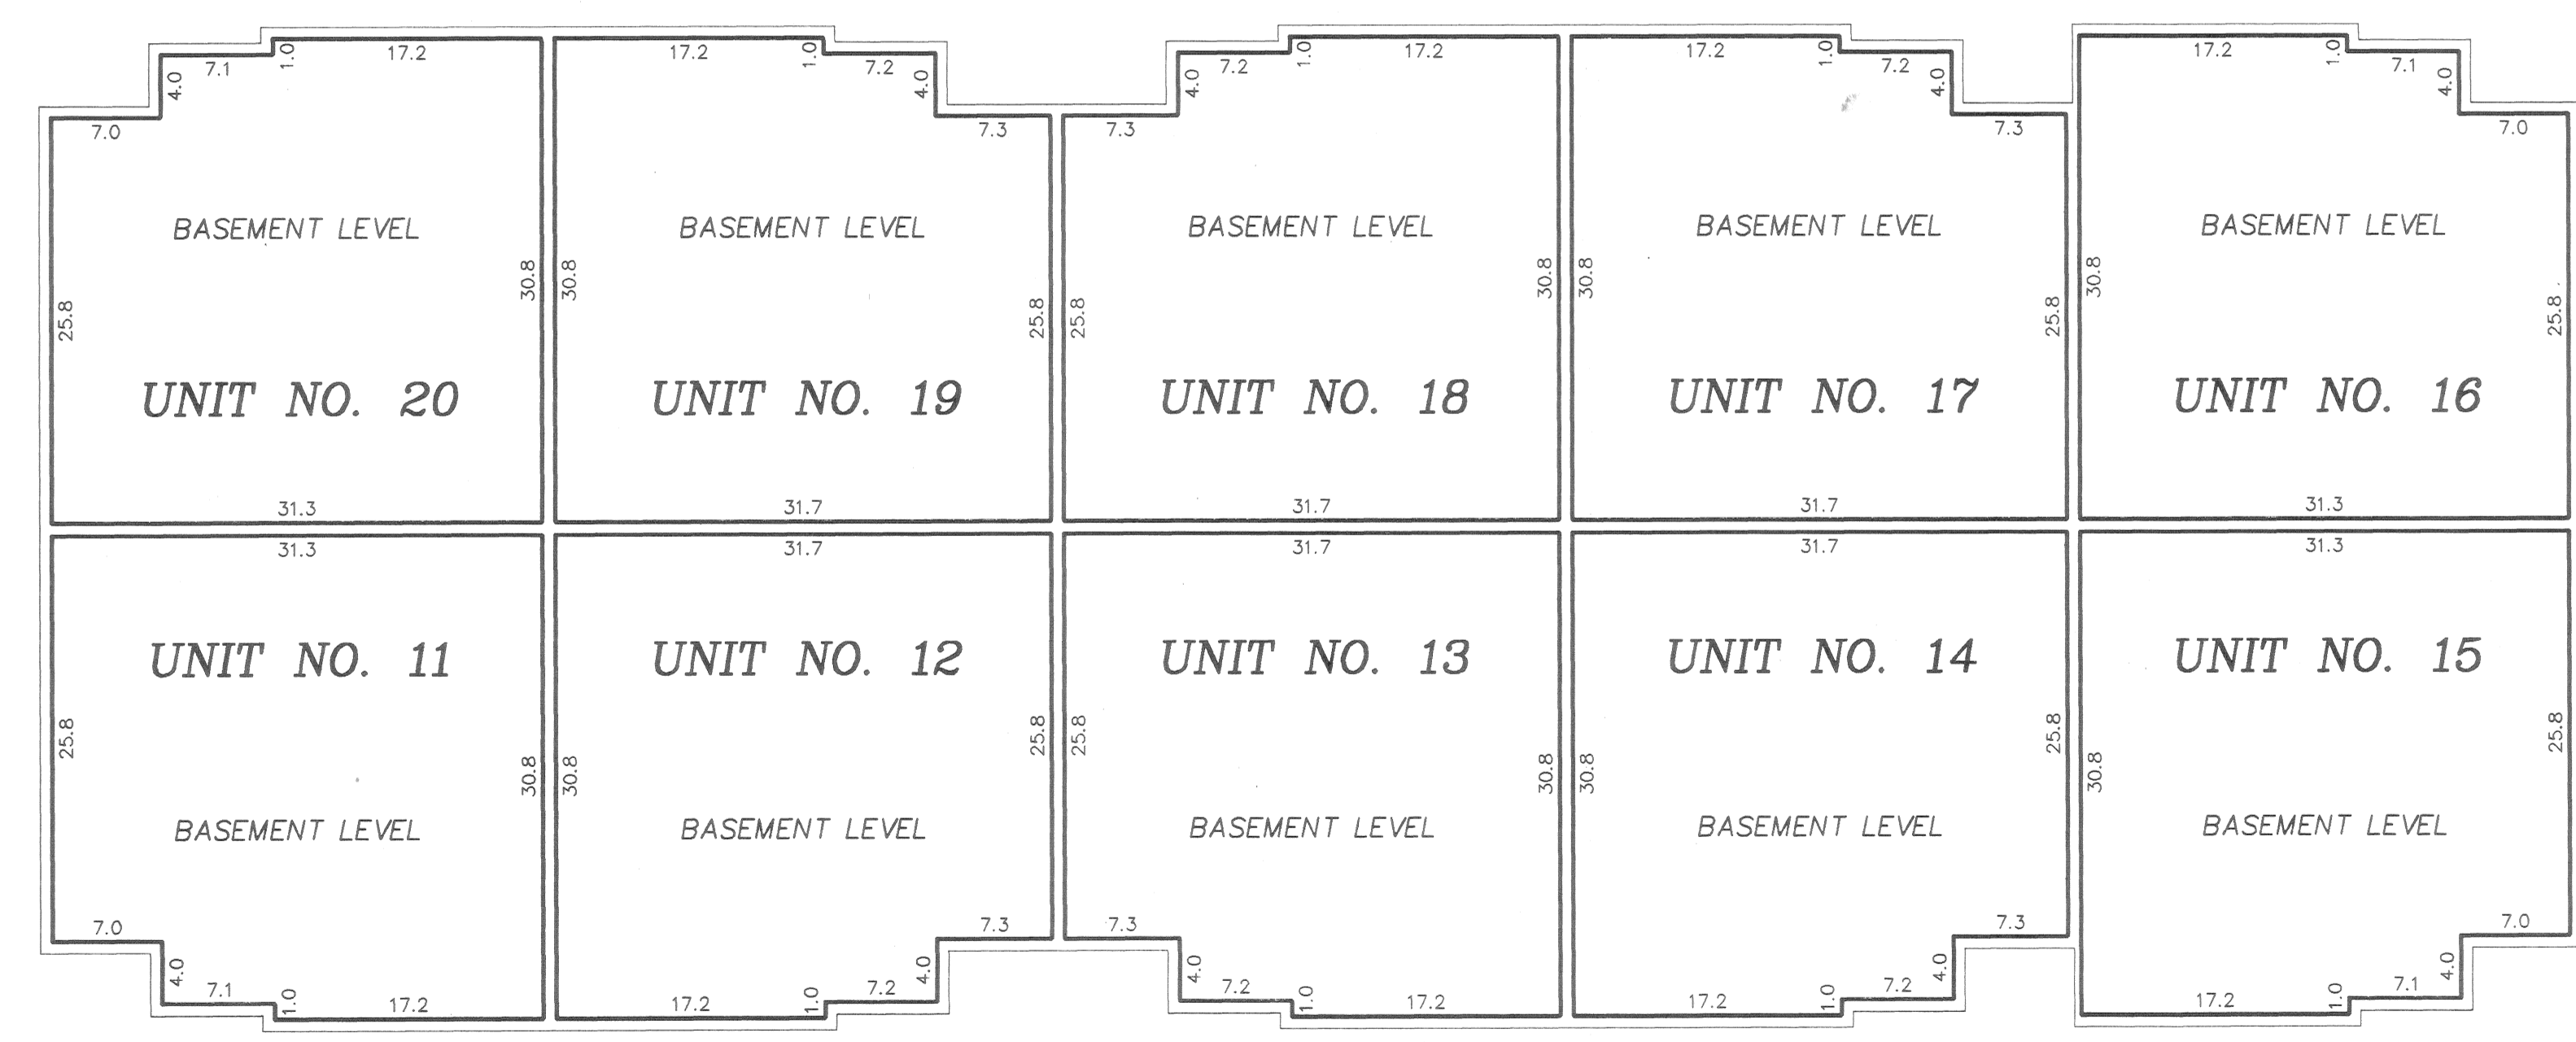 17.2 17.2 17.2 17.2 17.2
1.0 1.0 1.0 1.0 1.0
7.1 7.2 7.2 7.2 7.1
4.0 4.0 4.0 4.0 4.0
7.0 7.3 7.3 7.3 7.0
BASEMENT LEVEL BASEMENT LEVEL BASEMENT LEVEL BASEMENT LEVEL BASEMENT LEVEL
30.8 30.8 30.8 30.8 30.8
25.8 25.8 25.8 25.8 25.8
UNIT NO. 20 UNIT NO. 19 UNIT NO. 18 UNIT NO. 17 UNIT NO. 16
31.3 31.7 31.7 31.7 31.3
31.3 31.7 31.7 31.7 31.3
UNIT NO. 11 UNIT NO. 12 UNIT NO. 13 UNIT NO. 14 UNIT NO. 15
25.8 25.8 25.8 25.8 25.8
30.8 30.8 30.8 30.8 30.8
BASEMENT LEVEL BASEMENT LEVEL BASEMENT LEVEL BASEMENT LEVEL BASEMENT LEVEL
7.0 7.3 7.3 7.3 7.0
4.0 4.0 4.0 4.0 4.0
7.1 7.2 7.2 7.2 7.1
1.0 1.0 1.0 1.0 1.0
17.2 17.2 17.2 17.2 17.2